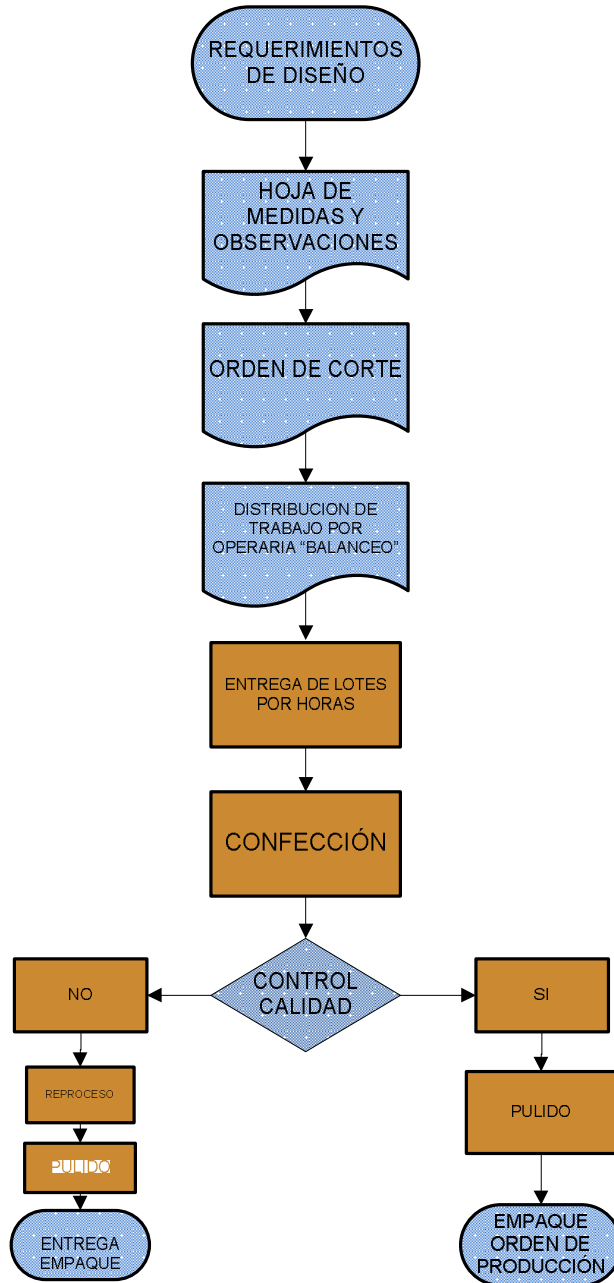 REQUERIMIENTOS
DE DISEÑO
HOJA DE
MEDIDAS Y
OBSERVACIONES
ORDEN DE CORTE
DISTRIBUCION DE
TRABAJO POR
OPERARIA “BALANCEO”
ENTREGA DE LOTES
POR HORAS
CONFECCIÓN
CONTROL
CALIDAD
NO
REPROCESO
PULIDO
ENTREGA
EMPAQUE
SI
PULIDO
EMPAQUE
ORDEN DE
PRODUCCIÓN